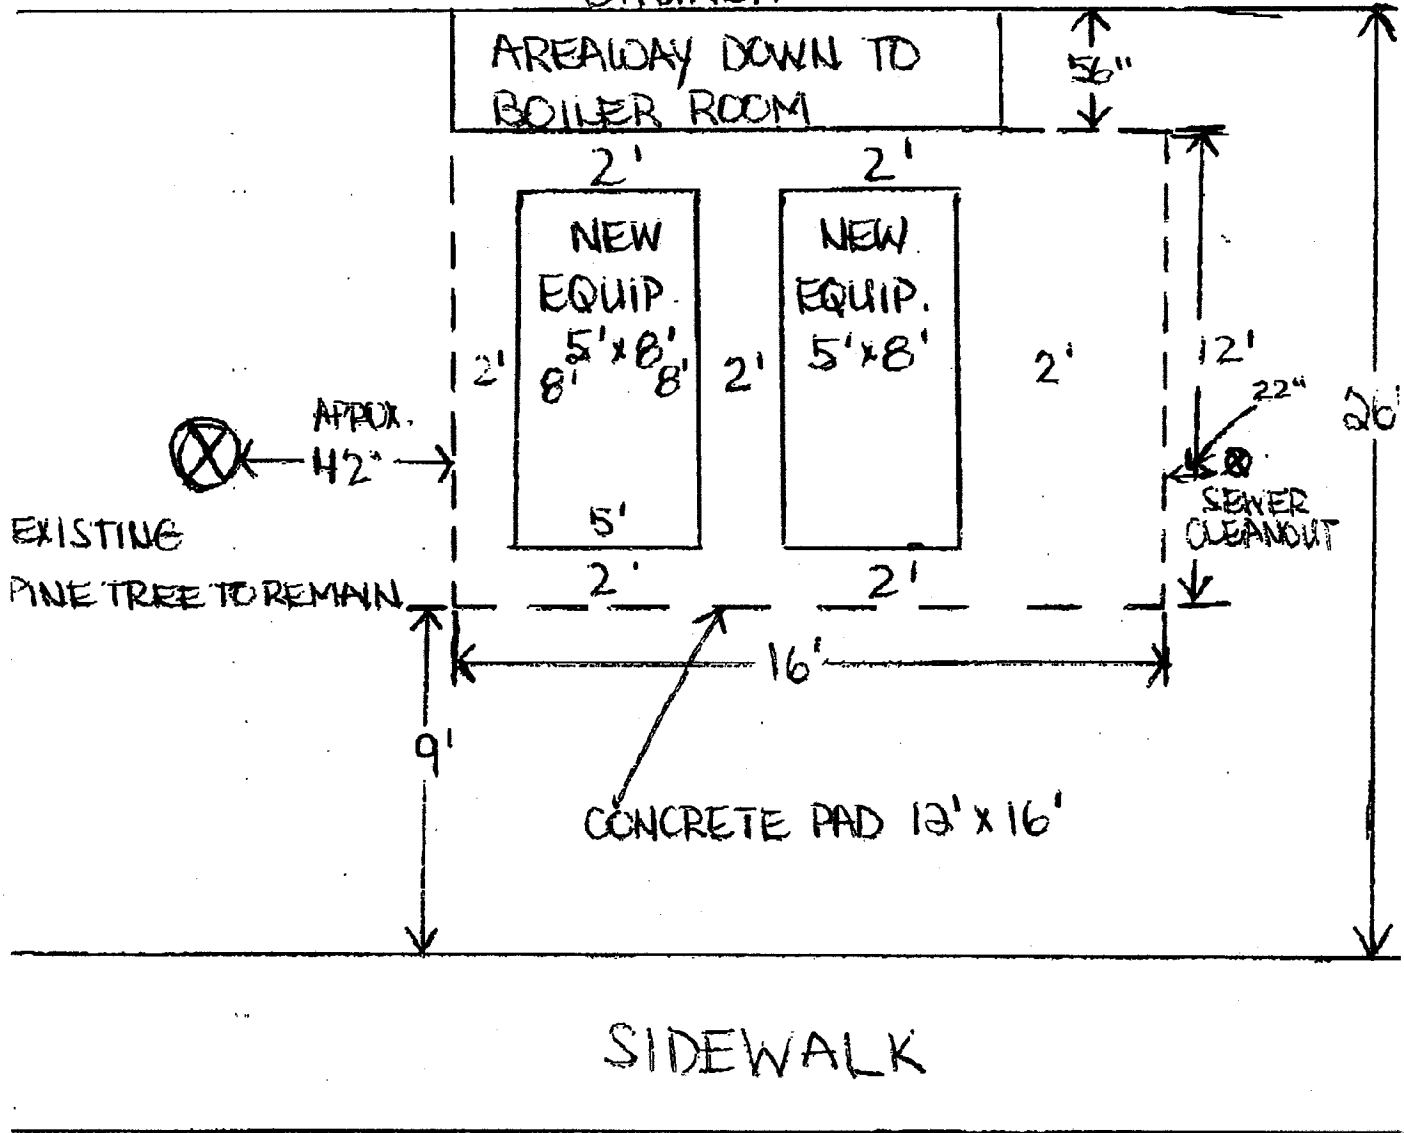 AREAWAY DOWN TO
BOILER ROOM
56"
2'
2'
NEW
EQUIP.
5'x8'
8'
8'
NEW
EQUIP.
5'x8'
2'
2'
2'
12'
22"
26'
APPROX.
42"
SEWER
CLEANOUT
EXISTING
PINE TREE TO REMAIN
5'
2'
2'
16'
9'
CONCRETE PAD 12'x16'
SIDEWALK